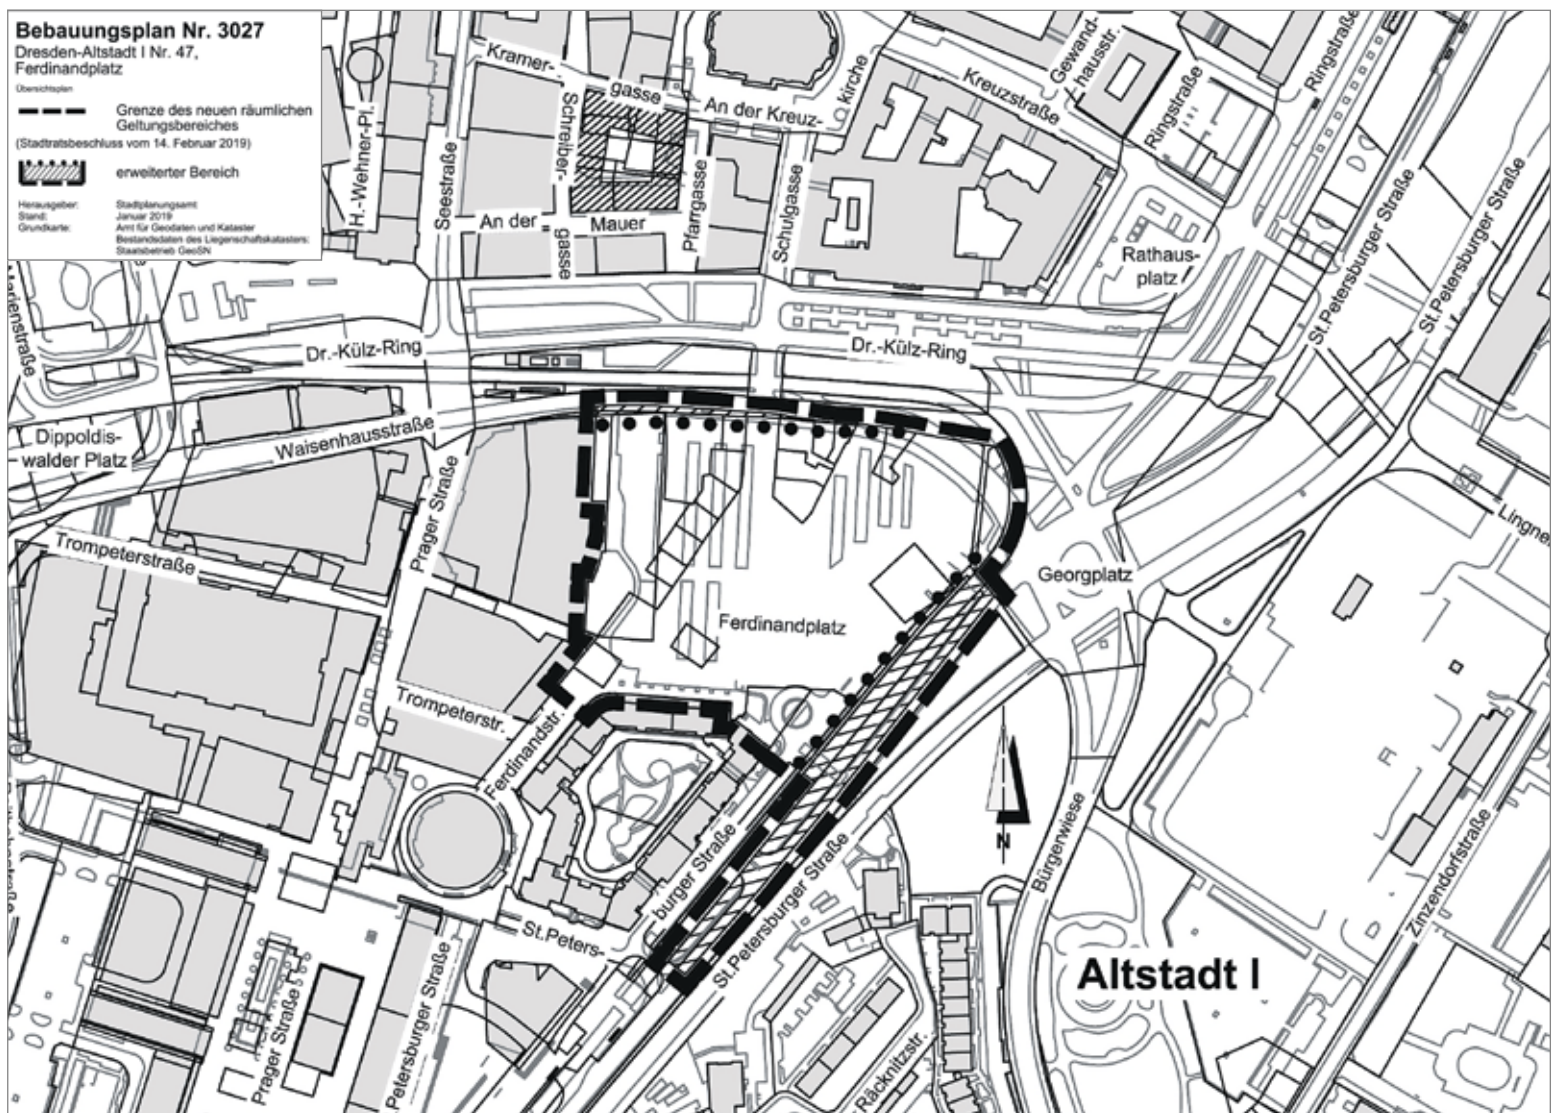 Bebauungsplan Nr. 3027
Dresden-Altstadt I Nr. 47,
Ferdinandplatz
Übersichtsplan
Grenze des neuen räumlichen
Geltungsbereiches
(Stadtratsbeschluss vom 14. Februar 2019)
erweiterter Bereich
Herausgeber: Stadtplanungsamt
Stand: Januar 2019
Grundkarte: Amt für Geodaten und Kataster
Bestandsdaten des Liegenschaftskatasters:
Staatsbetrieb GeoSN
Kramer-
gasse
An der Kreuz-
kirche
Kreuzstraße
Gewand-
hausstr.
Ringstraße
Ringstraße
H.-Wehner-Pl.
Seestraße
Schreiber-
gasse
An der
Mauer
Pfarrgasse
Schulgasse
Rathaus-
platz
St.Petersburger Straße
St.Petersburger Straße
Marienstraße
Dr.-Külz-Ring
Dr.-Külz-Ring
Dippoldis-
walder Platz
Waisenhausstraße
Prager Straße
Trompeterstraße
Georgplatz
Ferdinandplatz
Trompeterstr.
Ferdinandstr.
N
Bürgerwiese
Zinzendorfstraße
burger Straße
St.Petersburger Straße
St.Peters-
Altstadt I
Prager Straße
Petersburger Straße
Räcknitzstr.
Lingne